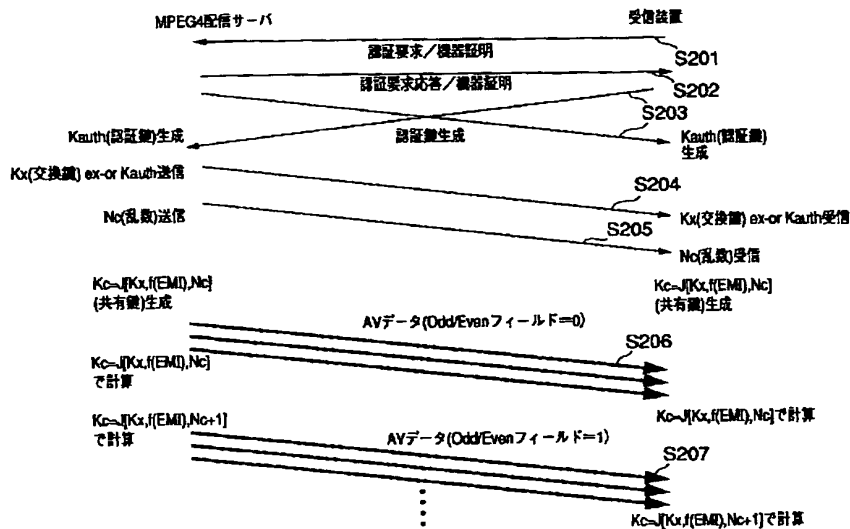 MPEG4配信サーバ
受信装置
認証要求／機器証明
S201
認証要求応答／機器証明
S202
S203
Kauth(認証鍵)生成
認証鍵生成
Kauth(認証鍵)
生成
Kx(交換鍵) ex-or Kauth送信
S204
Kx(交換鍵) ex-or Kauth受信
Nc(乱数)送信
S205
Nc(乱数)受信
Kc=J[Kx,f(EMI),Nc]
(共有鍵)生成
Kc=J[Kx,f(EMI),Nc]
(共有鍵)生成
AVデータ(Odd/Evenフィールド=0)
S206
Kc=J[Kx,f(EMI),Nc]
で計算
Kc=J[Kx,f(EMI),Nc]で計算
Kc=J[Kx,f(EMI),Nc+1]
で計算
AVデータ(Odd/Evenフィールド=1)
S207
Kc=J[Kx,f(EMI),Nc+1]で計算